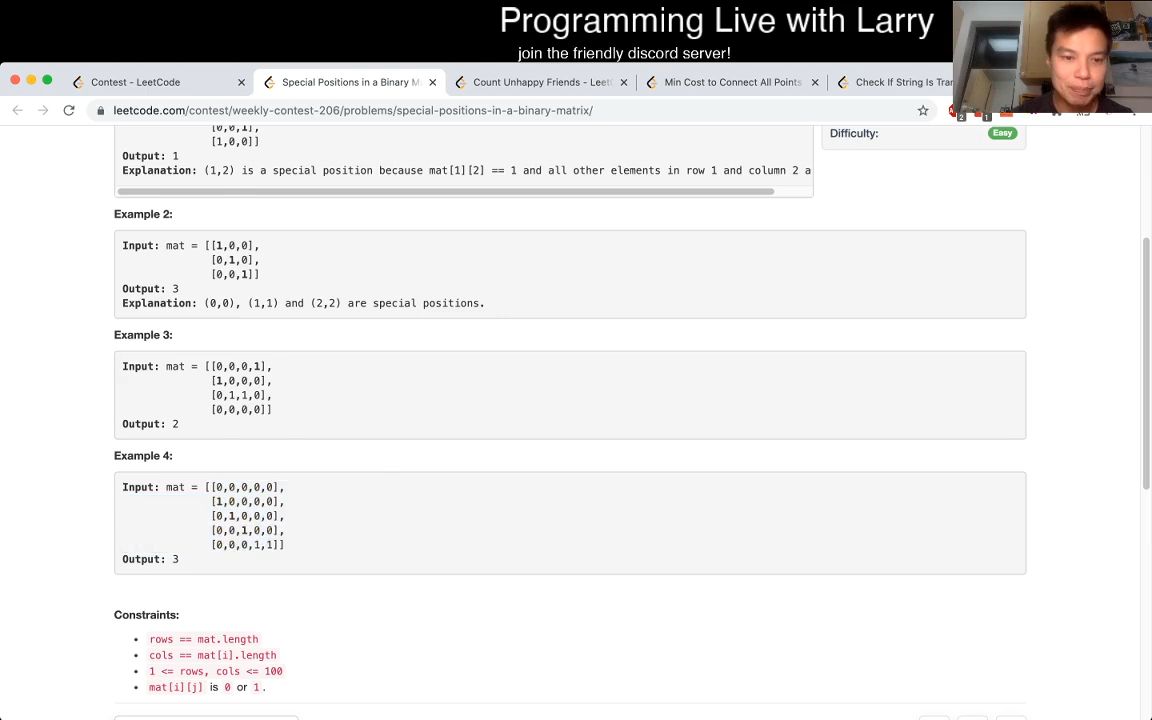 Programming Live with Larry
join the friendly discord server!
Contest - LeetCode
Special Positions in a Binary M
Count Unhappy Friends - Leet
Min Cost to Connect All Points
Check If String Is Tran
leetcode.com/contest/weekly-contest-206/problems/special-positions-in-a-binary-matrix/
2
1
[0,0,1],
[1,0,0]]
Output: 1
Explanation: (1,2) is a special position because mat[1][2] == 1 and all other elements in row 1 and column 2 a
Difficulty:
Easy
Example 2:
Input: mat = [[1,0,0],
[0,1,0],
[0,0,1]]
Output: 3
Explanation: (0,0), (1,1) and (2,2) are special positions.
Example 3:
Input: mat = [[0,0,0,1],
[1,0,0,0],
[0,1,1,0],
[0,0,0,0]]
Output: 2
Example 4:
Input: mat = [[0,0,0,0,0],
[1,0,0,0,0],
[0,1,0,0,0],
[0,0,1,0,0],
[0,0,0,1,1]]
Output: 3
Constraints:
rows == mat.length
cols == mat[i].length
1 <= rows, cols <= 100
mat[i][j] is 0 or 1.